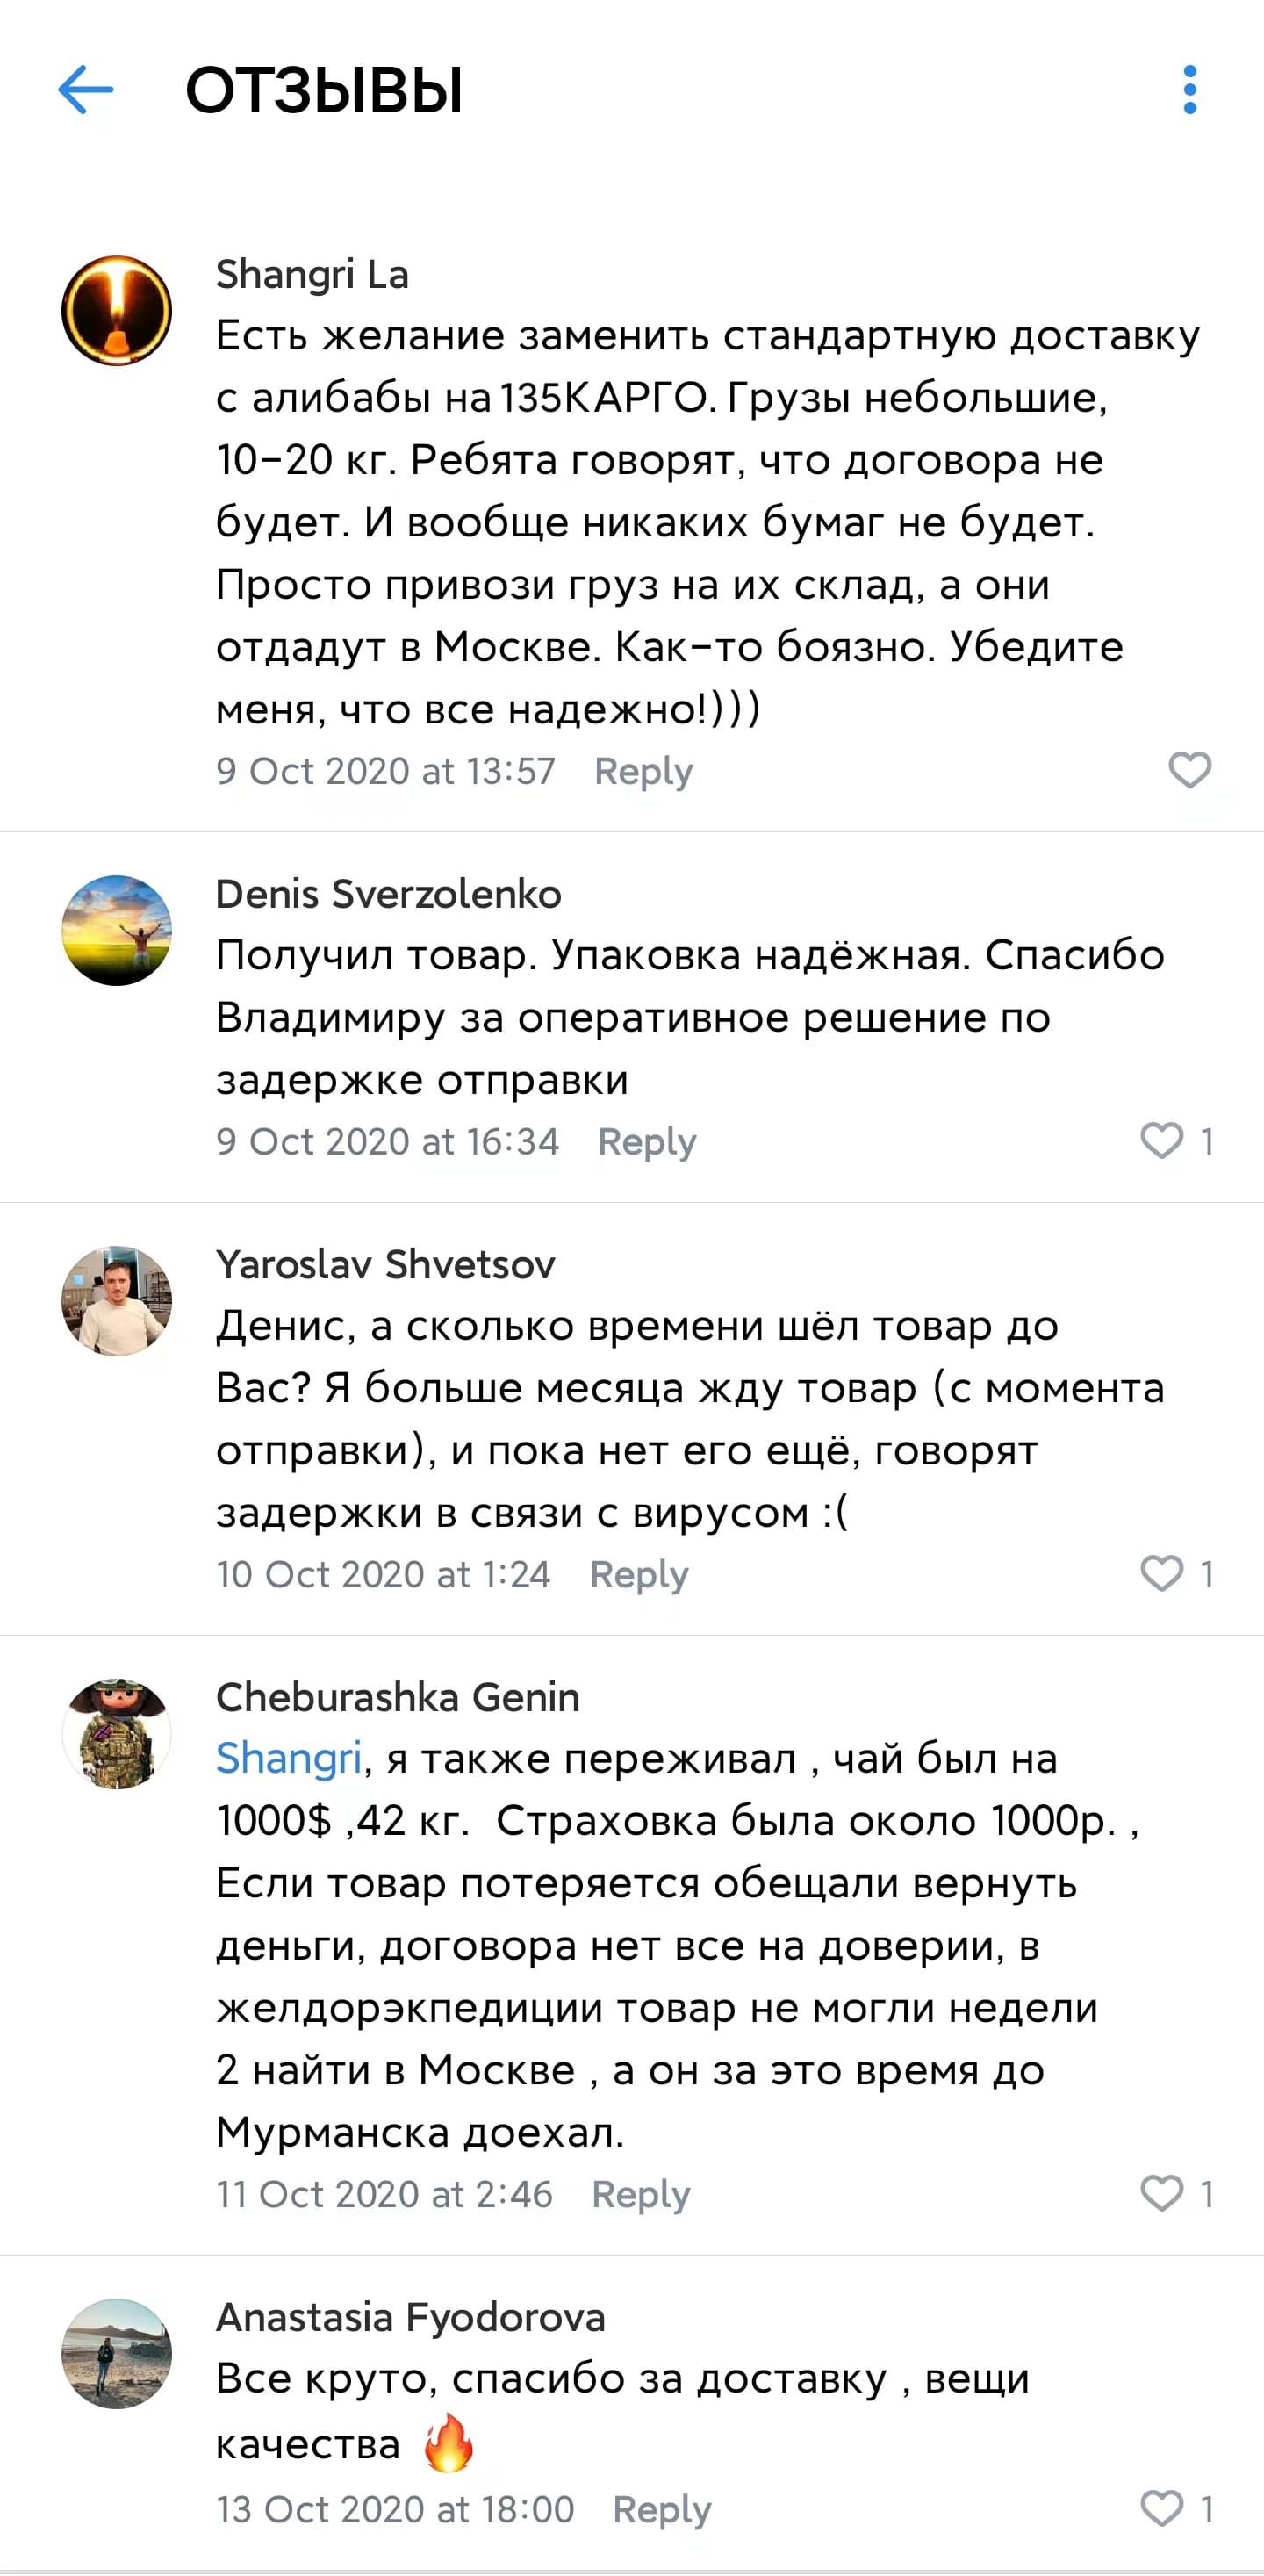 ОТЗЫВЫ
Shangri La
Есть желание заменить стандартную доставку
с алибабы на 135КАРГО. Грузы небольшие,
10-20 кг. Ребята говорят, что договора не
будет. И вообще никаких бумаг не будет.
Просто привози груз на их склад, а они
отдадут в Москве. Как-то боязно. Убедите
меня, что все надежно!)))
9 Oct 2020 at 13:57 Reply
Denis Sverzolenko
Получил товар. Упаковка надёжная. Спасибо
Владимиру за оперативное решение по
задержке отправки
9 Oct 2020 at 16:34 Reply 1
Yaroslav Shvetsov
Денис, а сколько времени шёл товар до
Вас? Я больше месяца жду товар (с момента
отправки), и пока нет его ещё, говорят
задержки в связи с вирусом :(
10 Oct 2020 at 1:24 Reply 1
Cheburashka Genin
Shangri, я также переживал , чай был на
1000$ ,42 кг.  Страховка была около 1000р. ,
Если товар потеряется обещали вернуть
деньги, договора нет все на доверии, в
желдорэкпедиции товар не могли недели
2 найти в Москве , а он за это время до
Мурманска доехал.
11 Oct 2020 at 2:46 Reply 1
Anastasia Fyodorova
Все круто, спасибо за доставку , вещи
качества 🔥
13 Oct 2020 at 18:00 Reply 1